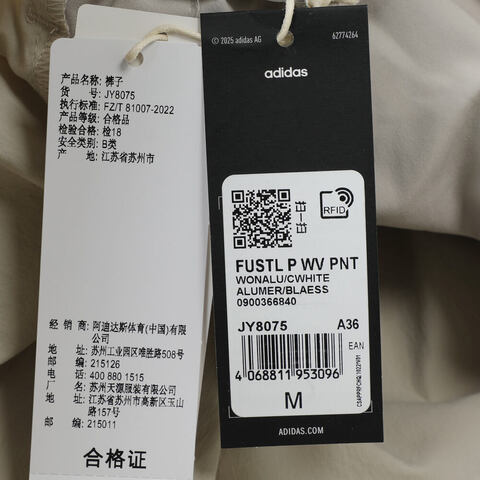 产品名称: 裤子
货 号: JY8075
执行标准: FZ/T 81007-2022
产品等级: 合格品
检验合格: 检18
安全类别: B类
产 地: 江苏省苏州市
经 销 商: 阿迪达斯体育(中国)有限
公司
地 址: 苏州工业园区唯胜路508号
邮 编: 215126
电 话: 400 880 1515
厂 名: 苏州天源服装有限公司
地 址: 苏州市高新区玉山
路157号
邮 编: 215011
合格证
© 2025 adidas AG
62774264
adidas
RFID
FUSTL P WV PNT
WONALU/CWHITE
ALUMER/BLAESS
0900366840
JY8075 A36
EAN
4 068811 953096
M
ADIDAS.COM